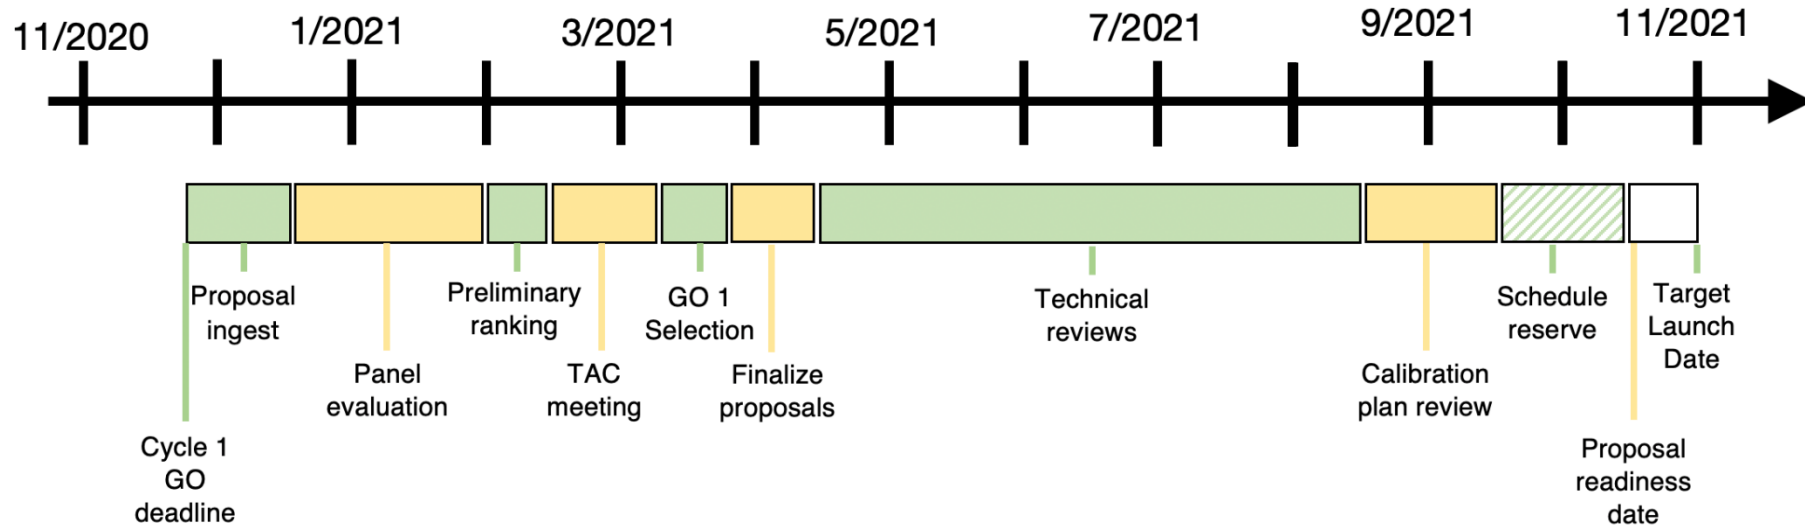 11/2020
1/2021
3/2021
5/2021
7/2021
9/2021
11/2021
Proposal
ingest
Preliminary
ranking
GO 1
Selection
Technical
reviews
Schedule
reserve
Target
Launch
Date
Panel
evaluation
TAC
meeting
Finalize
proposals
Calibration
plan review
Cycle 1
GO
deadline
Proposal
readiness
date